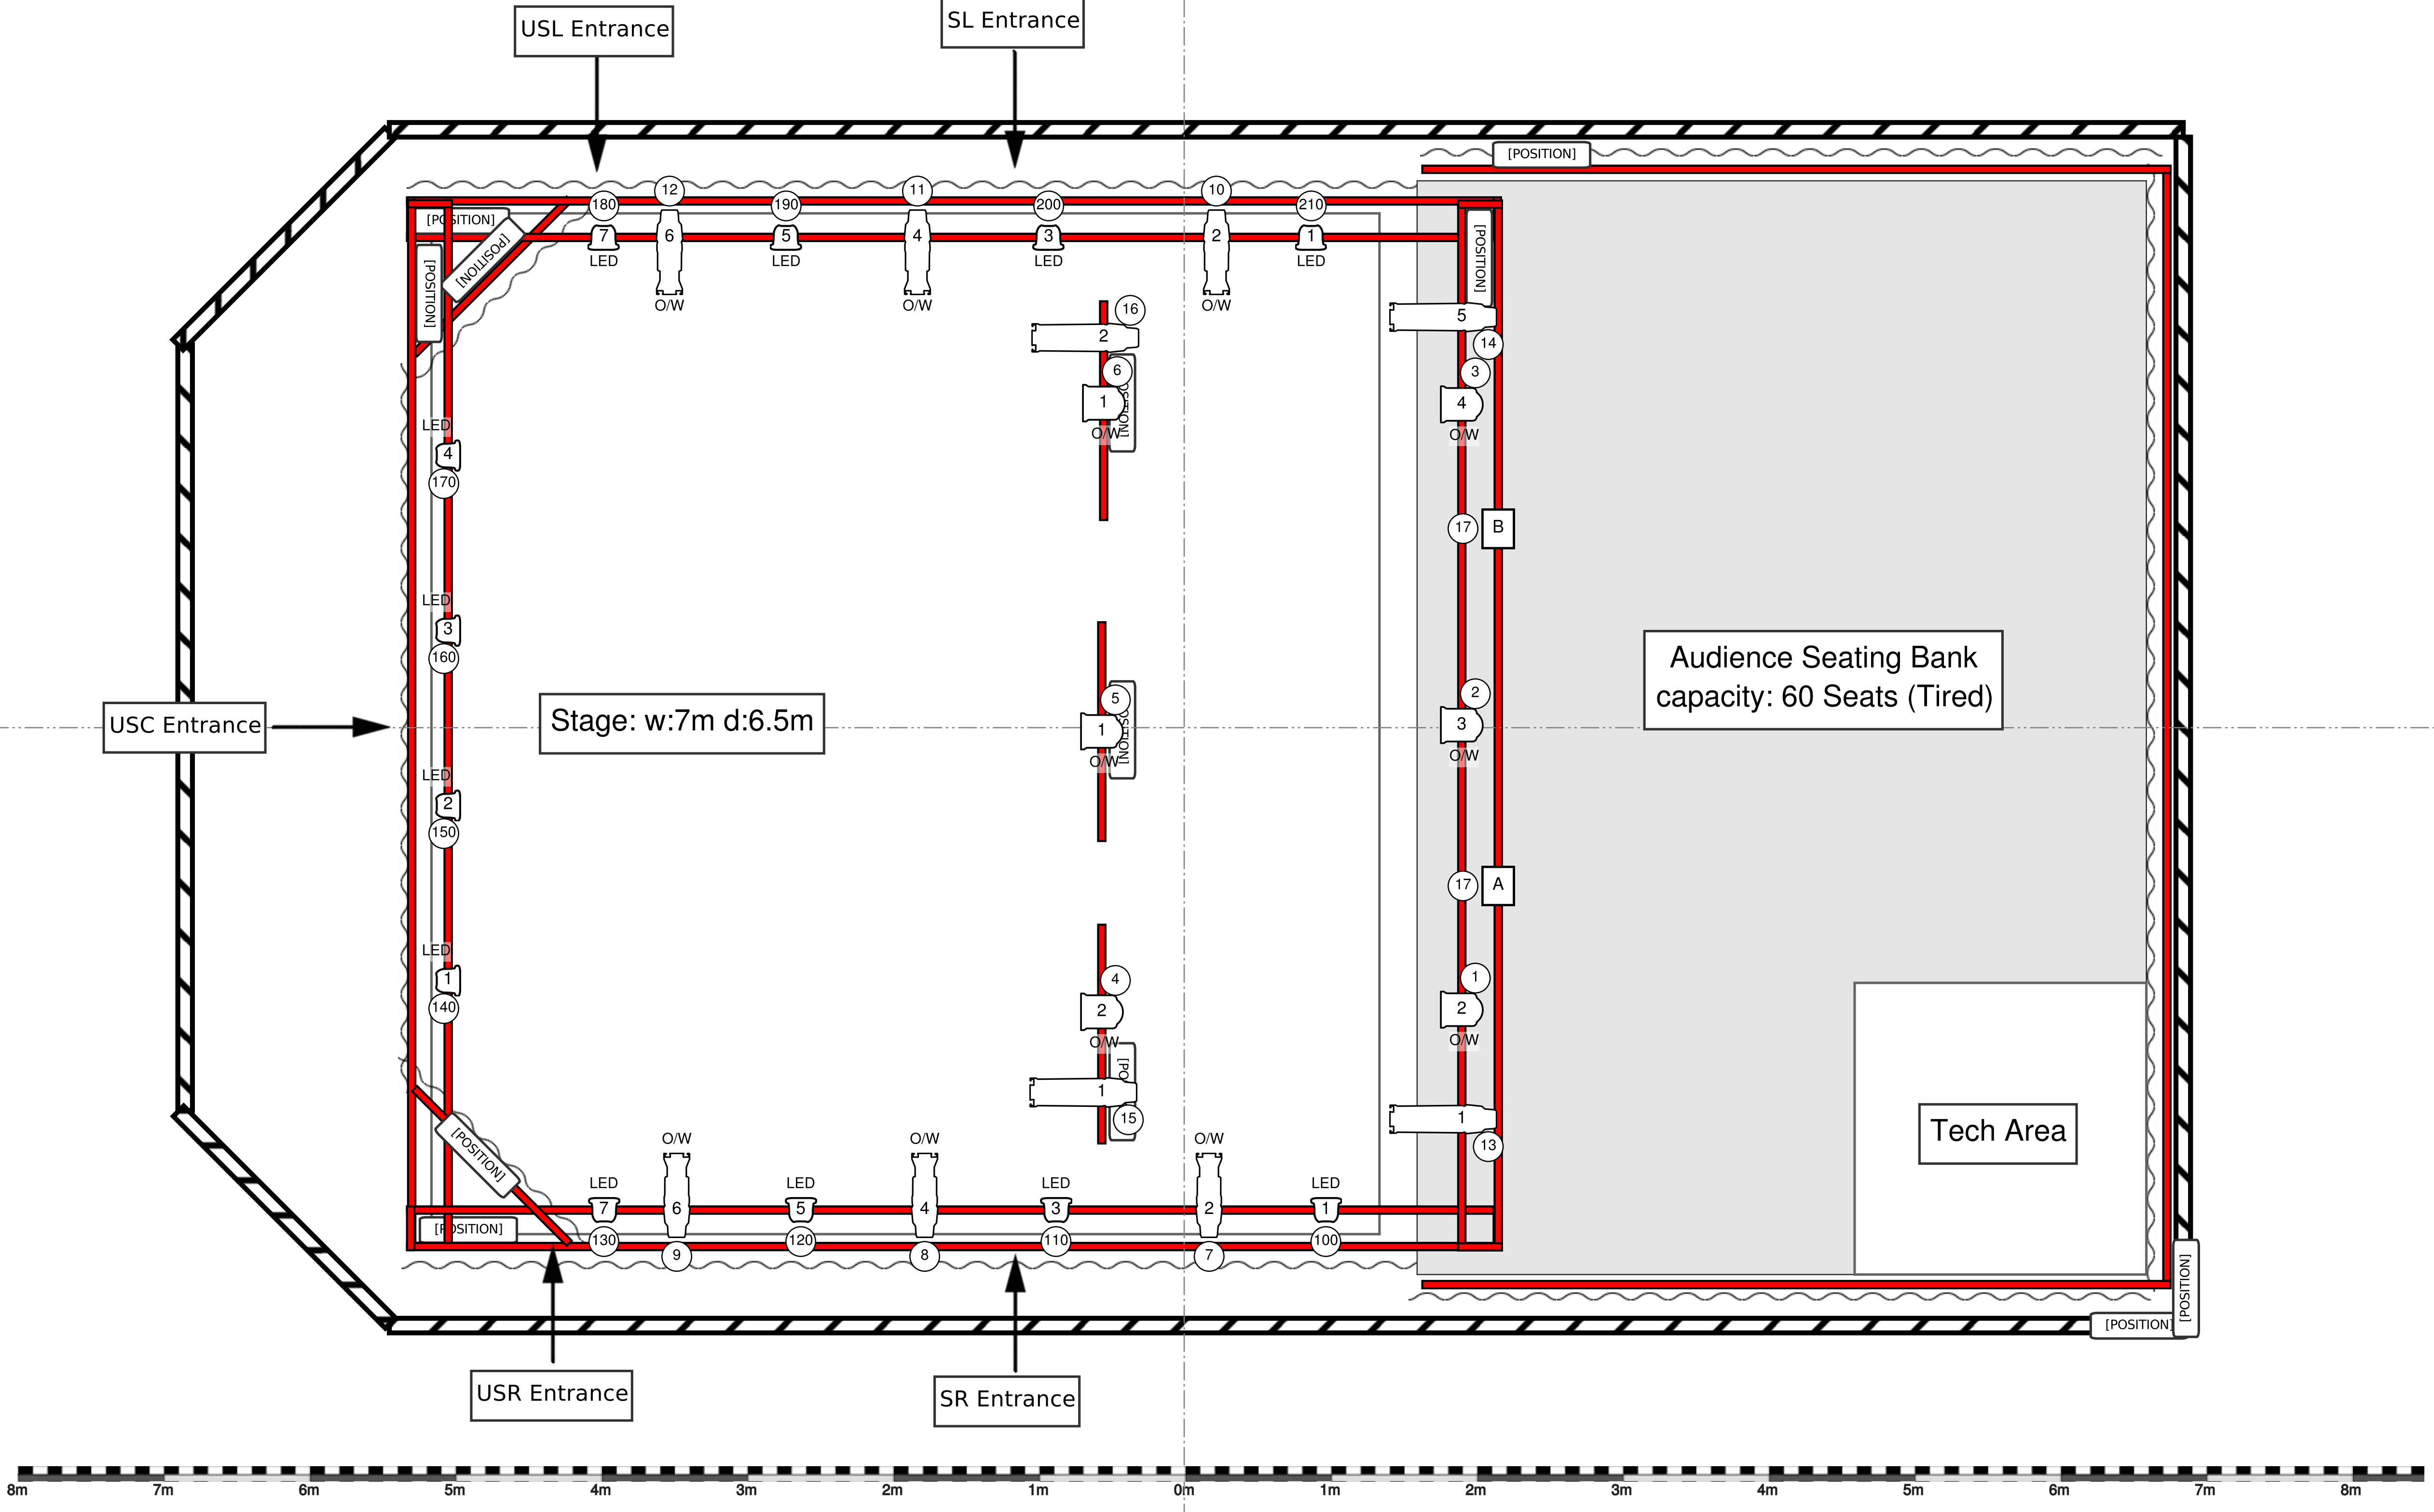 USL Entrance
SL Entrance
[POSITION]
12
11
10
180
190
200
210
[POSITION]
7
6
5
4
3
2
1
LED
LED
LED
LED
O/W
O/W
O/W
[POSITION]
[POSITION]
[POSITION]
16
2
5
14
6
3
1
4
O/W
O/W
LED
4
170
17
B
LED
3
160
Audience Seating Bank
capacity: 60 Seats (Tired)
USC Entrance
Stage: w:7m d:6.5m
5
1
O/W
2
3
O/W
LED
2
150
17
A
LED
1
140
4
2
O/W
1
2
O/W
1
15
1
13
Tech Area
[POSITION]
O/W
O/W
O/W
LED
LED
LED
LED
7
6
5
4
3
2
1
[POSITION]
130
9
120
8
110
7
100
[POSITION]
[POSITION]
USR Entrance
SR Entrance
8m 7m 6m 5m 4m 3m 2m 1m 0m 1m 2m 3m 4m 5m 6m 7m 8m